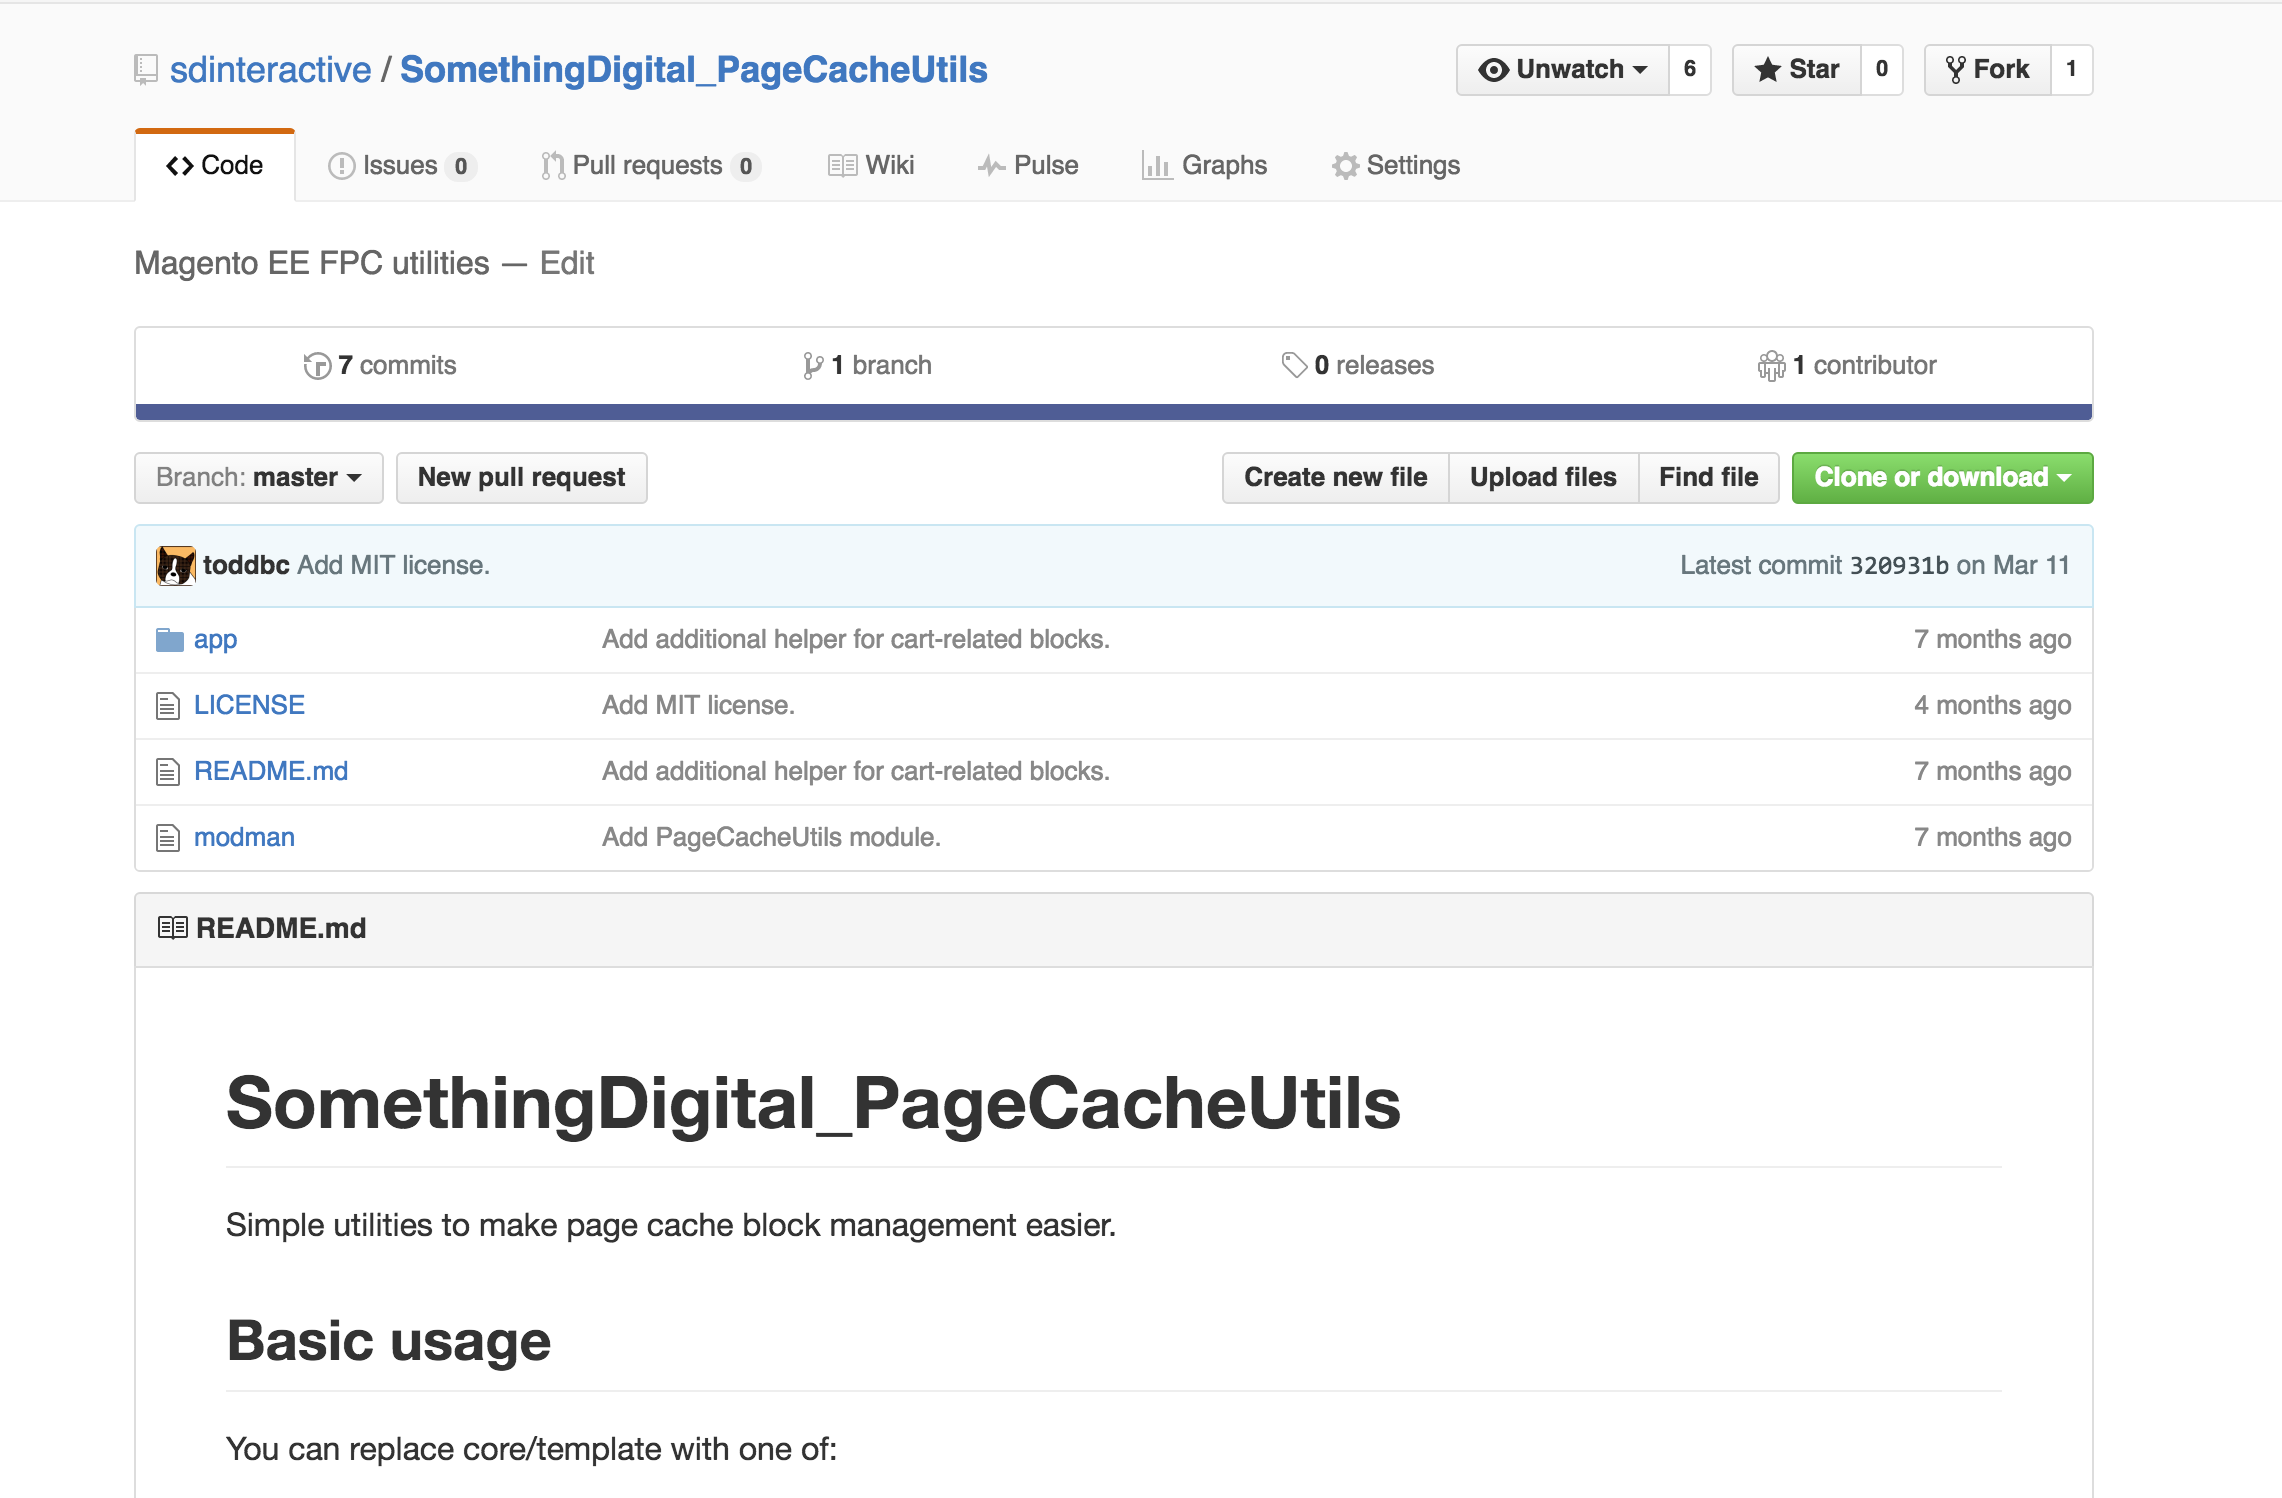 sdinteractive / SomethingDigital_PageCacheUtils
Unwatch 6
Star 0
Fork 1
Code
Issues 0
Pull requests 0
Wiki
Pulse
Graphs
Settings
Magento EE FPC utilities — Edit
7 commits
1 branch
0 releases
1 contributor
Branch: master
New pull request
Create new file
Upload files
Find file
Clone or download
toddbc Add MIT license.
Latest commit 320931b on Mar 11
app Add additional helper for cart-related blocks. 7 months ago
LICENSE Add MIT license. 4 months ago
README.md Add additional helper for cart-related blocks. 7 months ago
modman Add PageCacheUtils module. 7 months ago
README.md
SomethingDigital_PageCacheUtils
Simple utilities to make page cache block management easier.
Basic usage
You can replace core/template with one of: